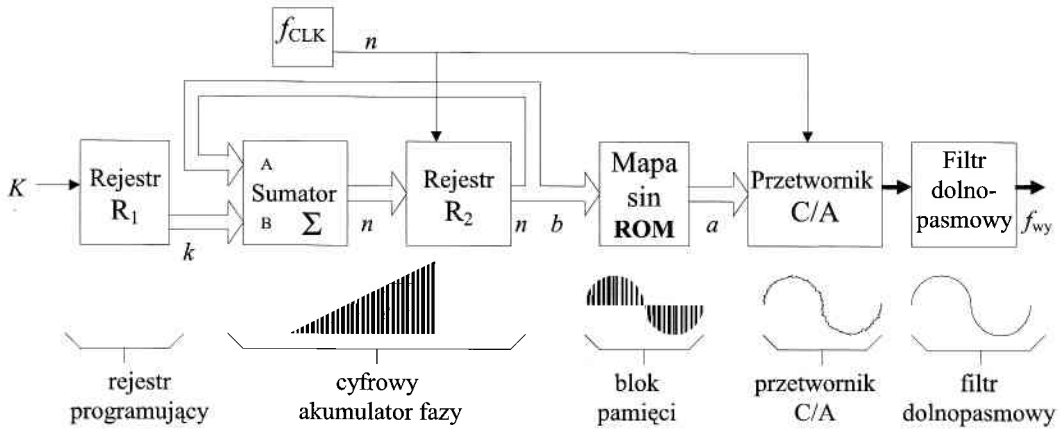 fCLK
n
K
Rejestr
R1
k
A
Sumator
B Σ
n
Rejestr
R2
n b
Mapa
sin
ROM
a
Przetwornik
C/A
Filtr
dolno-
pasmowy
fwy
rejestr
programujący
cyfrowy
akumulator fazy
blok
pamięci
przetwornik
C/A
filtr
dolnopasmowy